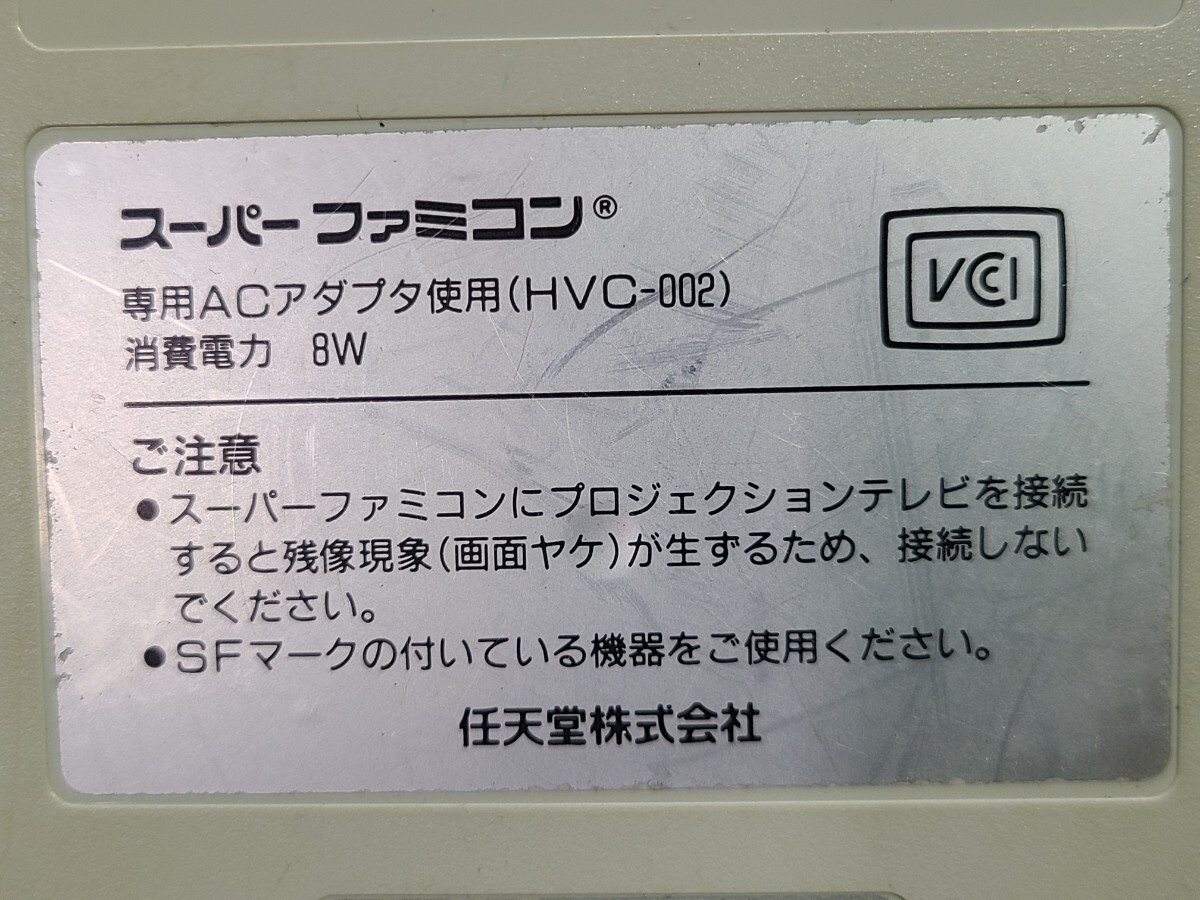 スーパーファミコン®
専用ACアダプタ使用(HVC-002)
消費電力 8W
VCCI
ご注意
●スーパーファミコンにプロジェクションテレビを接続
すると残像現象(画面ヤケ)が生ずるため、接続しない
でください。
●SFマークの付いている機器をご使用ください。
任天堂株式会社